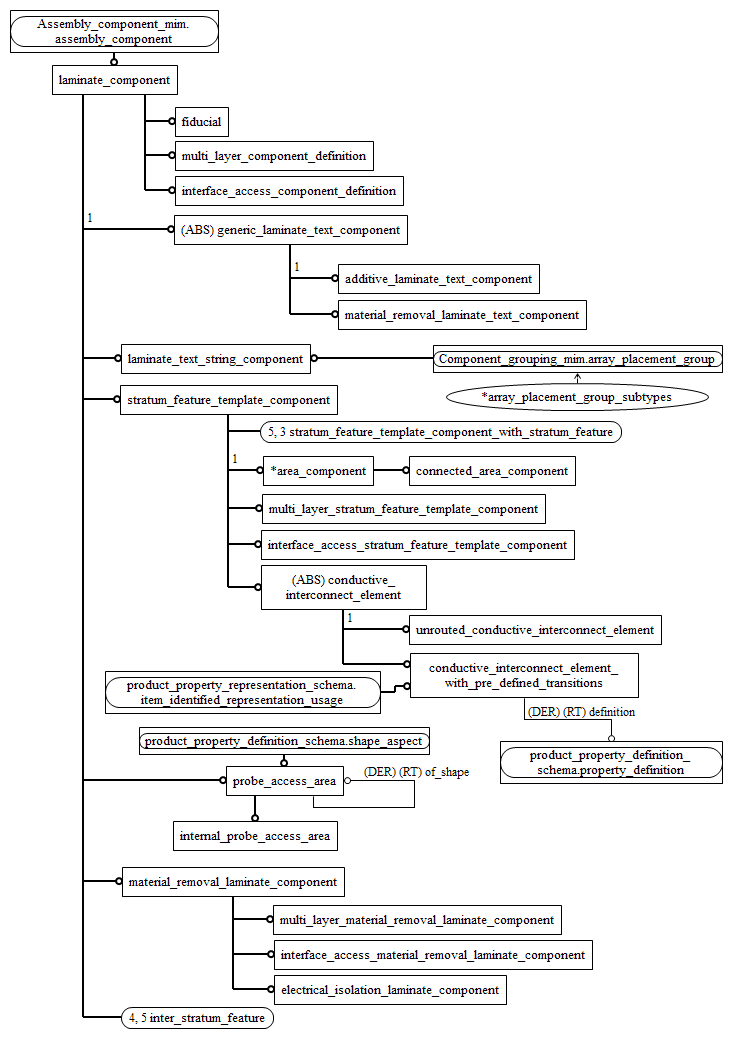 Assembly_component_mim.
assembly_component
laminate_component
fiducial
multi_layer_component_definition
interface_access_component_definition
1
(ABS) generic_laminate_text_component
1
additive_laminate_text_component
material_removal_laminate_text_component
laminate_text_string_component
Component_grouping_mim.array_placement_group
*array_placement_group_subtypes
stratum_feature_template_component
5, 3 stratum_feature_template_component_with_stratum_feature
1
*area_component
connected_area_component
multi_layer_stratum_feature_template_component
interface_access_stratum_feature_template_component
(ABS) conductive_
interconnect_element
1
unrouted_conductive_interconnect_element
conductive_interconnect_element_
with_pre_defined_transitions
product_property_representation_schema.
item_identified_representation_usage
(DER) (RT) definition
product_property_definition_schema.shape_aspect
product_property_definition_
schema.property_definition
(DER) (RT) of_shape
probe_access_area
internal_probe_access_area
material_removal_laminate_component
multi_layer_material_removal_laminate_component
interface_access_material_removal_laminate_component
electrical_isolation_laminate_component
4, 5 inter_stratum_feature